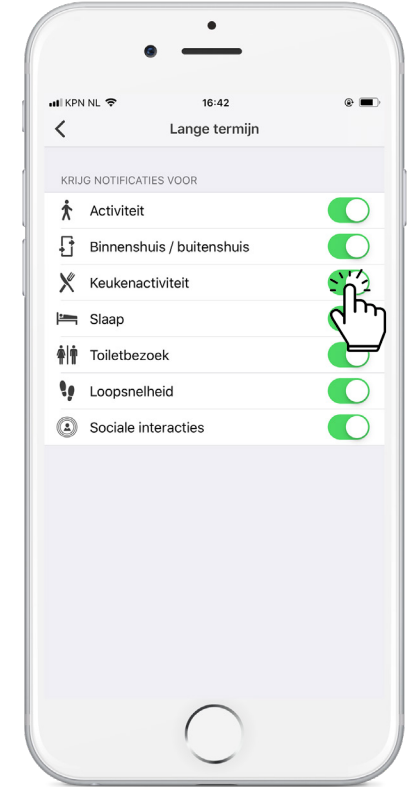 KPN NL
16:42
Lange termijn
KRIJG NOTIFICATIES VOOR
Activiteit
Binnenshuis / buitenshuis
Keukenactiviteit
Slaap
Toiletbezoek
Loopsnelheid
Sociale interacties